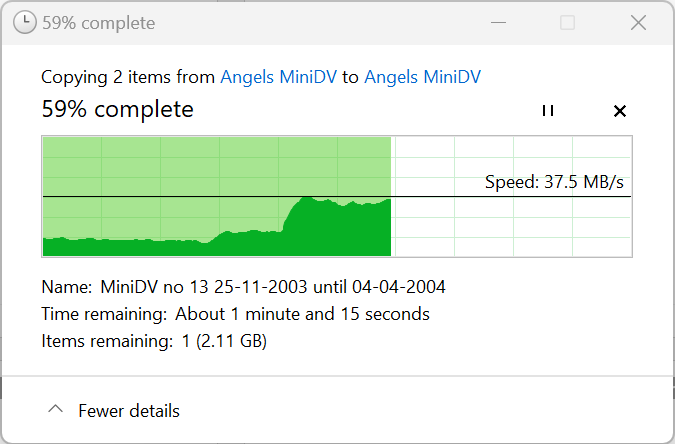 59% complete
Copying 2 items from Angels MiniDV to Angels MiniDV
59% complete
Speed: 37.5 MB/s
Name: MiniDV no 13 25-11-2003 until 04-04-2004
Time remaining: About 1 minute and 15 seconds
Items remaining: 1 (2.11 GB)
Fewer details